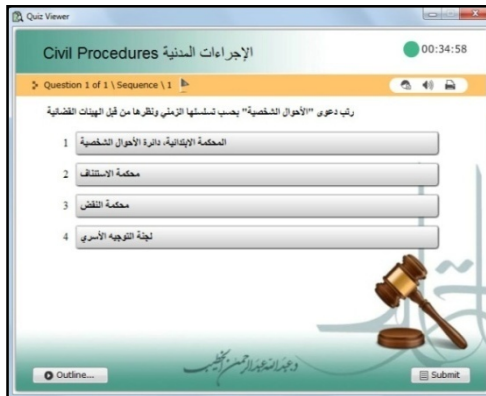 Quiz Viewer
Civil Procedures الإجراءات المدنية
00:34:58
Question 1 of 1 \ Sequence \ 1
رتب دعوى "الأحوال الشخصية" بحسب تسلسلها الزمني ونظرها من قبل الهيئات القضائية
1 المحكمة الابتدائية، دائرة الأحوال الشخصية
2 محكمة الاستئناف
3 محكمة النقض
4 لجنة التوجيه الأسري
Outline...
Submit